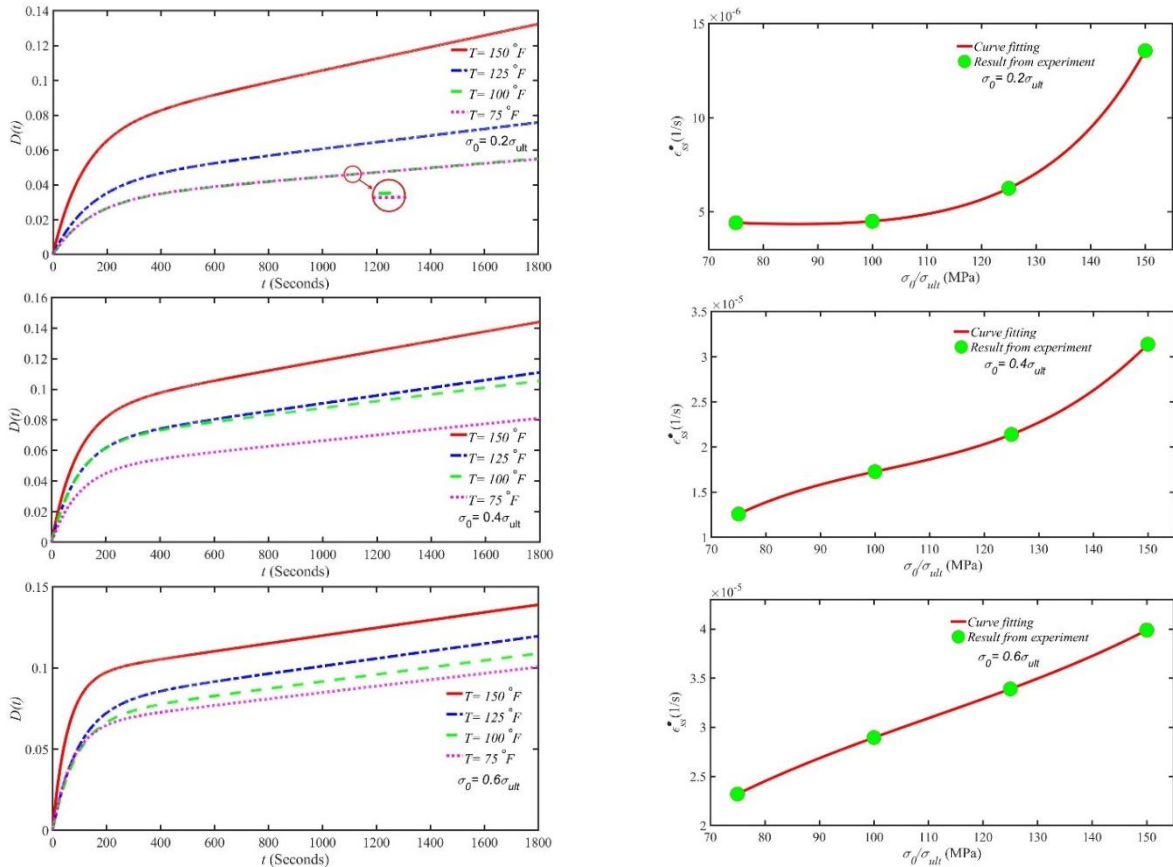 0.14
0.12
0.1
0.08
0.06
0.04
0.02
0
D(t)
T= 150 °F
T= 125 °F
T= 100 °F
T= 75 °F
σ0= 0.2σult
0 200 400 600 800 1000 1200 1400 1600 1800
t (Seconds)
15 ×10-6
10
5
ϵ•ss(1/s)
Curve fitting
Result from experiment
σ0 = 0.2σult
70 80 90 100 110 120 130 140 150
σ0/σult (MPa)
0.16
0.14
0.12
0.1
0.08
0.06
0.04
0.02
0
D(t)
T= 150 °F
T= 125 °F
T= 100 °F
T= 75 °F
σ0= 0.4σult
0 200 400 600 800 1000 1200 1400 1600 1800
t (Seconds)
3.5 ×10-5
3
2.5
2
1.5
1
ϵ•ss(1/s)
Curve fitting
Result from experiment
σ0 = 0.4σult
70 80 90 100 110 120 130 140 150
σ0/σult (MPa)
0.15
0.1
0.05
0
D(t)
T= 150 °F
T= 125 °F
T= 100 °F
T= 75 °F
σ0= 0.6σult
0 200 400 600 800 1000 1200 1400 1600 1800
t (Seconds)
×10-5
4
3.5
3
2.5
2
ϵ•ss(1/s)
Curve fitting
Result from experiment
σ0 = 0.6σult
70 80 90 100 110 120 130 140 150
σ0/σult (MPa)